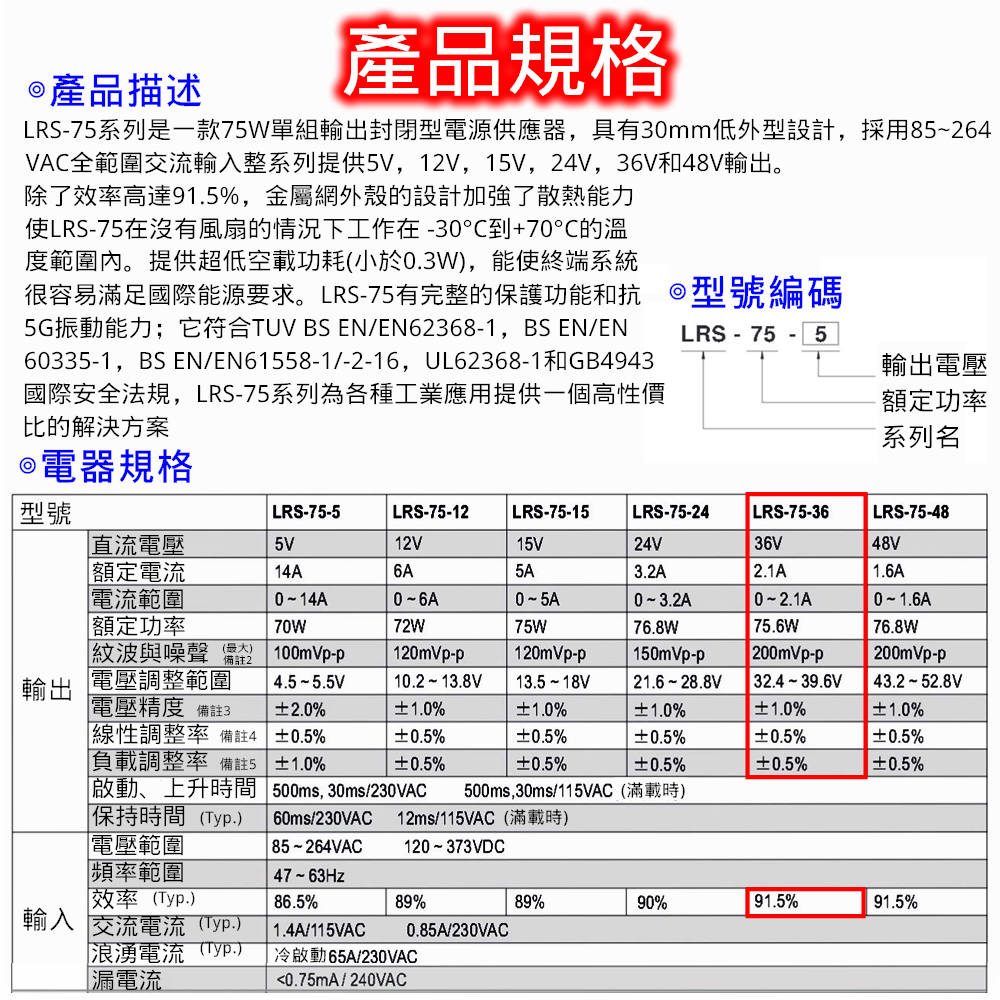 產品規格
◎產品描述
LRS-75系列是一款75W單組輸出封閉型電源供應器，具有30mm低外型設計，採用85~264
VAC全範圍交流輸入整系列提供5V，12V，15V，24V，36V和48V輸出。
除了效率高達91.5%，金屬網外殼的設計加強了散熱能力
使LRS-75在沒有風扇的情況下工作在 -30°C到+70°C的溫
度範圍內。提供超低空載功耗(小於0.3W)，能使終端系統
很容易滿足國際能源要求。LRS-75有完整的保護功能和抗
5G振動能力；它符合TUV BS EN/EN62368-1，BS EN/EN
60335-1，BS EN/EN61558-1/-2-16，UL62368-1和GB4943
國際安全法規，LRS-75系列為各種工業應用提供一個高性價
比的解決方案
◎型號編碼
LRS - 75 - 5
輸出電壓
額定功率
系列名
◎電器規格
型號 LRS-75-5 LRS-75-12 LRS-75-15 LRS-75-24 LRS-75-36 LRS-75-48
輸出
直流電壓 5V 12V 15V 24V 36V 48V
額定電流 14A 6A 5A 3.2A 2.1A 1.6A
電流範圍 0~14A 0~6A 0~5A 0~3.2A 0~2.1A 0~1.6A
額定功率 70W 72W 75W 76.8W 75.6W 76.8W
紋波與噪聲 (最大) 備註2 100mVp-p 120mVp-p 120mVp-p 150mVp-p 200mVp-p 200mVp-p
電壓調整範圍 4.5~5.5V 10.2~13.8V 13.5~18V 21.6~28.8V 32.4~39.6V 43.2~52.8V
電壓精度 備註3 ±2.0% ±1.0% ±1.0% ±1.0% ±1.0% ±1.0%
線性調整率 備註4 ±0.5% ±0.5% ±0.5% ±0.5% ±0.5% ±0.5%
負載調整率 備註5 ±1.0% ±0.5% ±0.5% ±0.5% ±0.5% ±0.5%
啟動、上升時間 500ms, 30ms/230VAC 500ms,30ms/115VAC (滿載時)
保持時間 (Typ.) 60ms/230VAC 12ms/115VAC (滿載時)
輸入
電壓範圍 85~264VAC 120~373VDC
頻率範圍 47~63Hz
效率 (Typ.) 86.5% 89% 89% 90% 91.5% 91.5%
交流電流 (Typ.) 1.4A/115VAC 0.85A/230VAC
浪湧電流 (Typ.) 冷啟動65A/230VAC
漏電流 <0.75mA / 240VAC